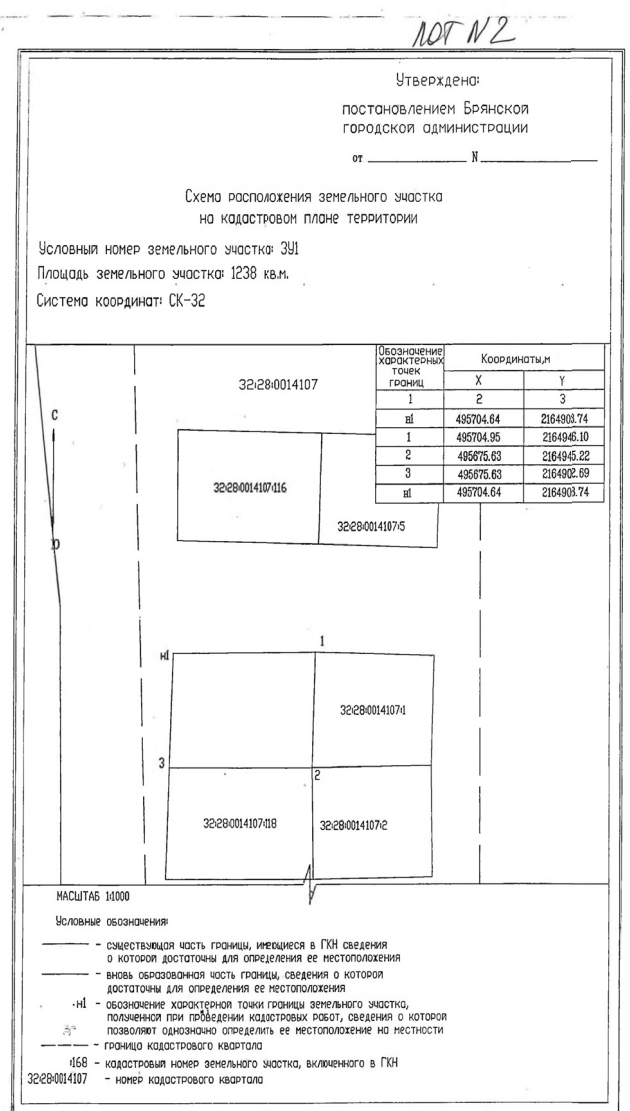 ЛОТ N2
Утверждена:
постановлением Брянской
городской администрации
от __________ N __________
Схема расположения земельного участка
на кадастровом плане территории
Условный номер земельного участка: ЗУ1
Площадь земельного участка: 1238 кв.м.
Система координат: СК-32
Обозначение характерных точек границ Координаты,м
X Y
1 2 3
н1 495704.64 2164903.74
1 495704.95 2164946.10
2 495675.63 2164945.22
3 495675.63 2164902.69
н1 495704.64 2164903.74
32:28:0014107
С
32:28:0014107:116
32:28:0014107:5
1
н1
32:28:0014107:1
3
2
32:28:0014107:118
32:28:0014107:2
МАСШТАБ 1:1000
Условные обозначения:
- существующая часть границы, имеющиеся в ГКН сведения
о которой достаточны для определения ее местоположения
- вновь образованная часть границы, сведения о которой
достаточны для определения ее местоположения
·н1 - обозначение характерной точки границы земельного участка,
полученной при проведении кадастровых работ, сведения о которой
позволяют однозначно определить ее местоположение на местности
- граница кадастрового квартала
:168 - кадастровый номер земельного участка, включенного в ГКН
32:28:0014107 - номер кадастрового квартала